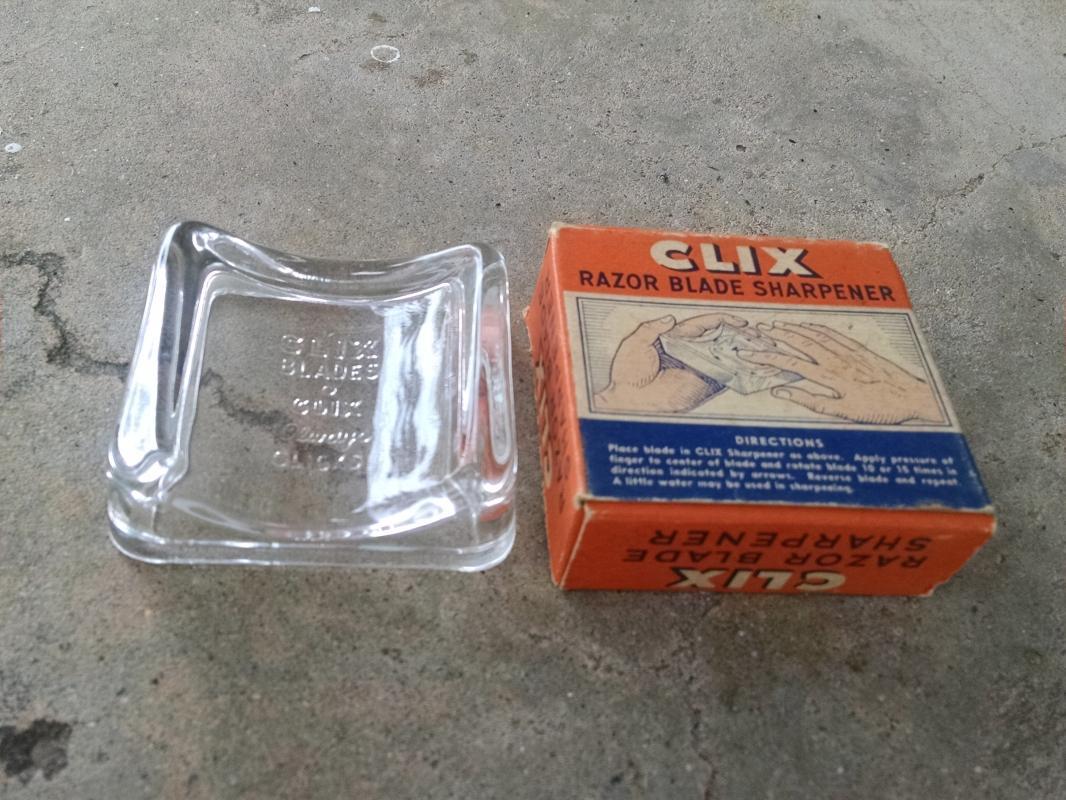 CLIX
BLADES
CLIX
Always
CLICKS
CLIX
RAZOR BLADE SHARPENER
DIRECTIONS
Place blade in CLIX Sharpener as above. Apply pressure of
finger to center of blade and rotate blade 10 or 15 times in
direction indicated by arrows. Reverse blade and repeat.
A little water may be used in sharpening.
CLIX
RAZOR BLADE
SHARPENER